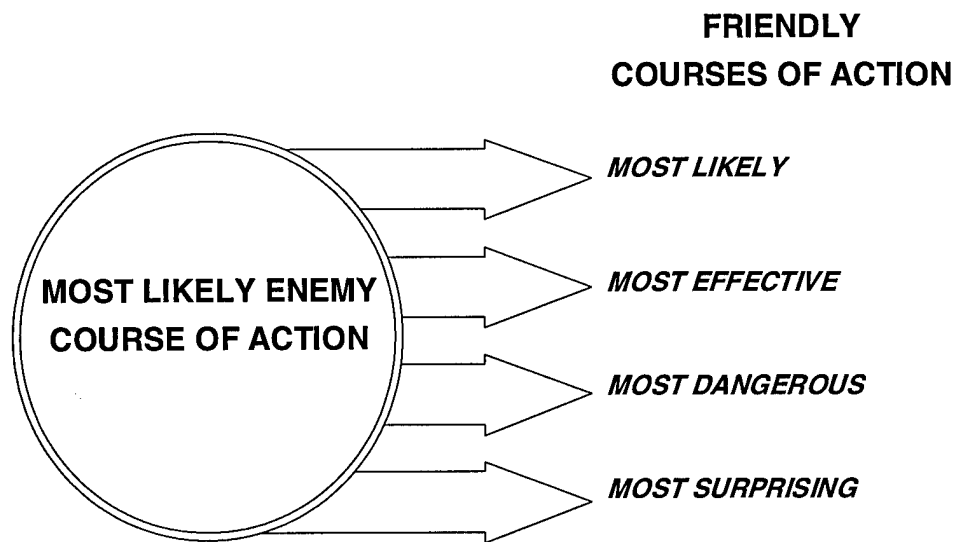 FRIENDLY
COURSES OF ACTION
MOST LIKELY
MOST LIKELY ENEMY
COURSE OF ACTION
MOST EFFECTIVE
MOST DANGEROUS
MOST SURPRISING